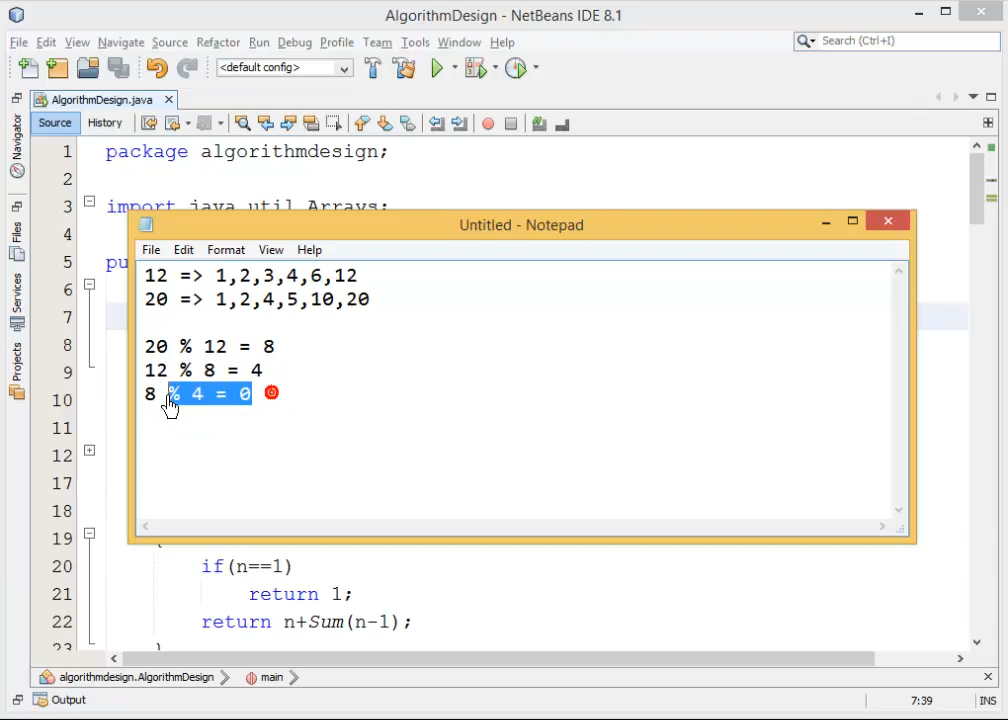 AlgorithmDesign - NetBeans IDE 8.1
File Edit View Navigate Source Refactor Run Debug Profile Team Tools Window Help
Search (Ctrl+I)
<default config>
AlgorithmDesign.java
Source History
Navigator
Files
Services
Projects
1 package algorithmdesign;
2
3 import java.util.Arrays;
4
5 pu
6
7
8
9
10
11
12
17
18
19
20 if(n==1)
21 return 1;
22 return n+Sum(n-1);
23 }
Untitled - Notepad
File Edit Format View Help
12 => 1,2,3,4,6,12
20 => 1,2,4,5,10,20
20 % 12 = 8
12 % 8 = 4
8 % 4 = 0
algorithmdesign.AlgorithmDesign main
Output
7:39 INS